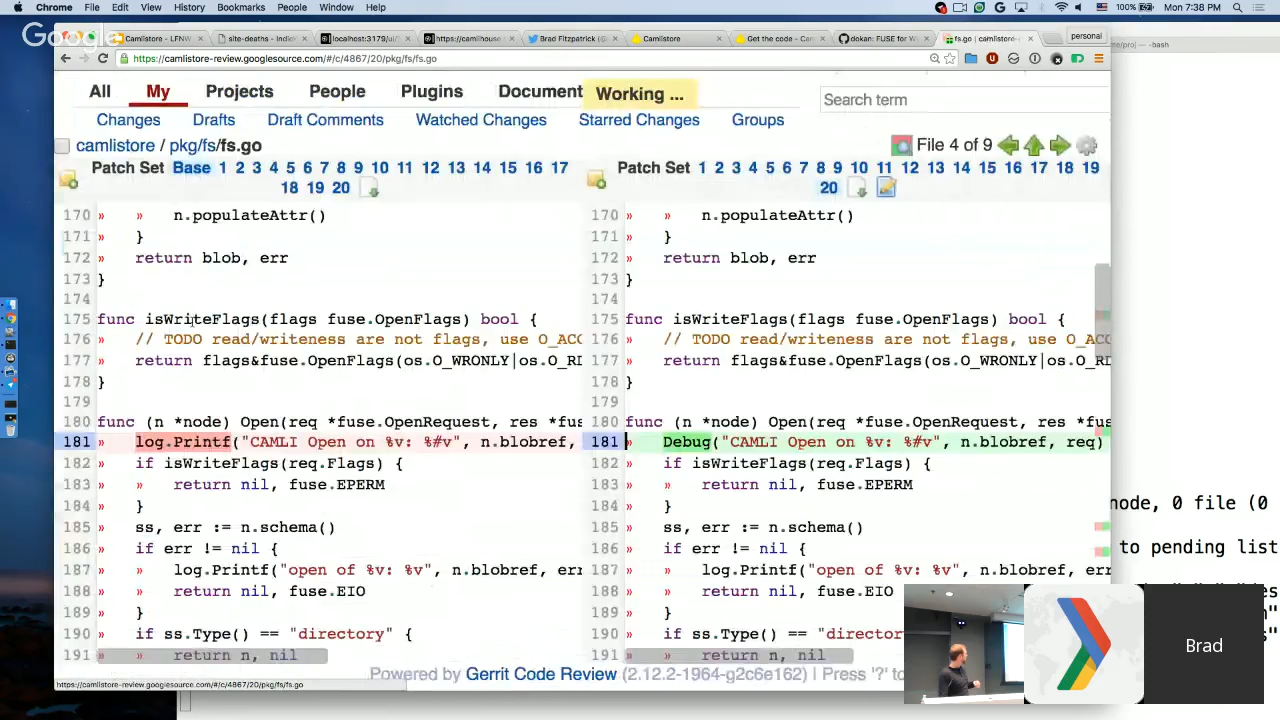 Chrome File Edit View History Bookmarks People Window Help 100% Mon 7:38 PM
Google
Camlistore - LFNW site-deaths - IndieW localhost:3179/ui/ https://camlihouse. Brad Fitzpatrick (@ Camlistore Get the code - Cam dokan: FUSE for W fs.go | camlistore- personal
https://camlistore-review.googlesource.com/#/c/4867/20/pkg/fs/fs.go
-bash
All My Projects People Plugins Document Working ... Search term
Changes Drafts Draft Comments Watched Changes Starred Changes Groups
camlistore / pkg/fs/fs.go File 4 of 9
Patch Set Base 1 2 3 4 5 6 7 8 9 10 11 12 13 14 15 16 17
18 19 20
Patch Set 1 2 3 4 5 6 7 8 9 10 11 12 13 14 15 16 17 18 19
20
170 » » n.populateAttr()
171 » }
172 return blob, err
173 }
174
175 func isWriteFlags(flags fuse.OpenFlags) bool {
176 » // TODO read/writeness are not flags, use O_ACC
177 » return flags&fuse.OpenFlags(os.O_WRONLY|os.O_RD
178 }
179
180 func (n *node) Open(req *fuse.OpenRequest, res *fus
181 » log.Printf("CAMLI Open on %v: %#v", n.blobref,
182 » if isWriteFlags(req.Flags) {
183 » » return nil, fuse.EPERM
184 » }
185 » ss, err := n.schema()
186 » if err != nil {
187 » » log.Printf("open of %v: %v", n.blobref, err
188 » » return nil, fuse.EIO
189 » }
190 » if ss.Type() == "directory" {
191 » » return n, nil
170 » » n.populateAttr()
171 » }
172 » return blob, err
173 }
174
175 func isWriteFlags(flags fuse.OpenFlags) bool {
176 » // TODO read/writeness are not flags, use O_ACC
177 » return flags&fuse.OpenFlags(os.O_WRONLY|os.O_RD
178 }
179
180 func (n *node) Open(req *fuse.OpenRequest, res *fus
181 » Debug("CAMLI Open on %v: %#v", n.blobref, req)
182 » if isWriteFlags(req.Flags) {
183 » » return nil, fuse.EPERM
184 » }
185 » ss, err := n.schema()
186 » if err != nil {
187 » » log.Printf("open of %v: %v", n.blobref, err
188 » » return nil, fuse.EIO
189 » }
190 » if ss.Type() == "director
191 » » return n, nil
Powered by Gerrit Code Review (2.12.2-1964-g2c6e162) | Press '?' to
https://camlistore-review.googlesource.com/#/c/4867/20/pkg/fs/fs.go
node, 0 file (0
to pending list
Brad